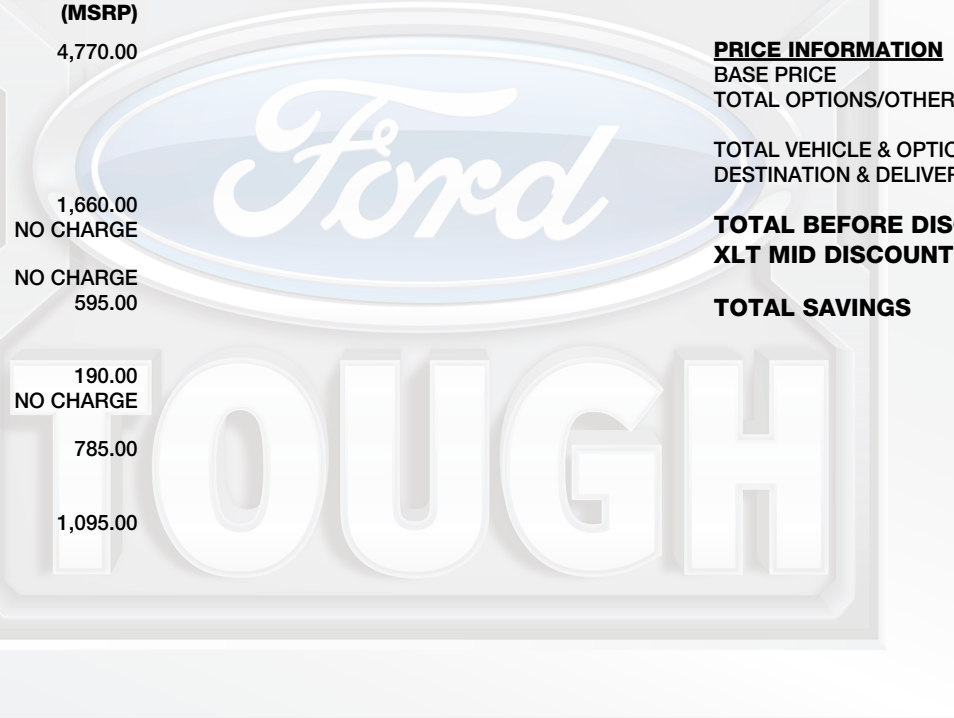 (MSRP)
4,770.00
1,660.00
NO CHARGE
NO CHARGE
595.00
190.00
NO CHARGE
785.00
1,095.00
Ford
TOUGH
PRICE INFORMATION
BASE PRICE
TOTAL OPTIONS/OTHER
TOTAL VEHICLE & OPTIO
DESTINATION & DELIVER
TOTAL BEFORE DISC
XLT MID DISCOUNT
TOTAL SAVINGS